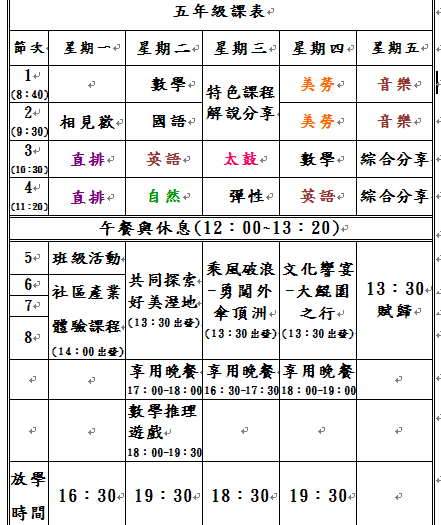 五年級課表
節次 星期一 星期二 星期三 星期四 星期五
1
(8:40)
數學
特色課程
解說分享
美勞
音樂
2
(9:30)
相見歡
國語
美勞
音樂
3
(10:30)
直排
英語
太鼓
數學
綜合分享
4
(11:20)
直排
自然
彈性
英語
綜合分享
午餐與休息(12:00~13:20)
5
班級活動
6
7
8
社區產業
體驗課程
(14:00出發)
共同探索
好美溼地
(13:30出發)
乘風破浪
-勇闖外
傘頂洲
(13:30出發)
文化響宴
-大鯤園
之行
(13:30出發)
13:30
賦歸
享用晚餐
17:00-18:00
享用晚餐
16:30-17:30
享用晚餐
18:00-19:00
數學推理
遊戲
18:00-19:30
放學
時間
16:30
19:30
18:30
19:30